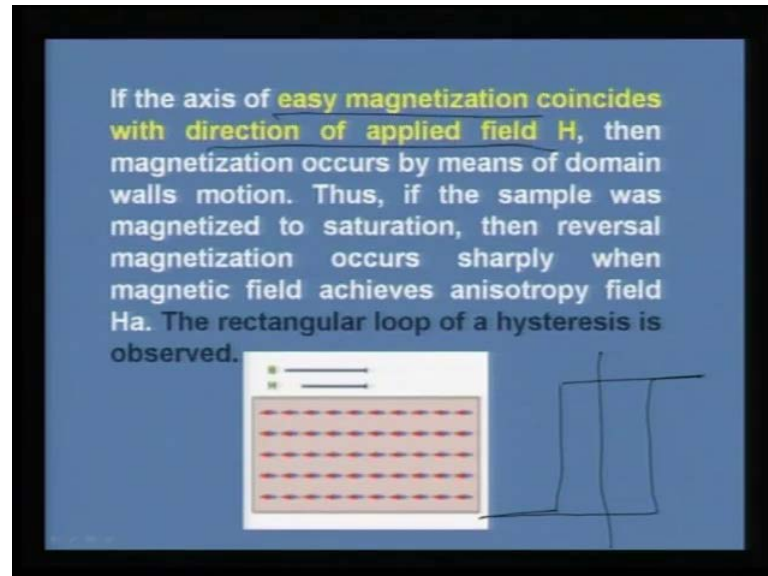 If the axis of easy magnetization coincides
with direction of applied field H, then
magnetization occurs by means of domain
walls motion. Thus, if the sample was
magnetized to saturation, then reversal
magnetization occurs sharply when
magnetic field achieves anisotropy field
Ha. The rectangular loop of a hysteresis is
observed.